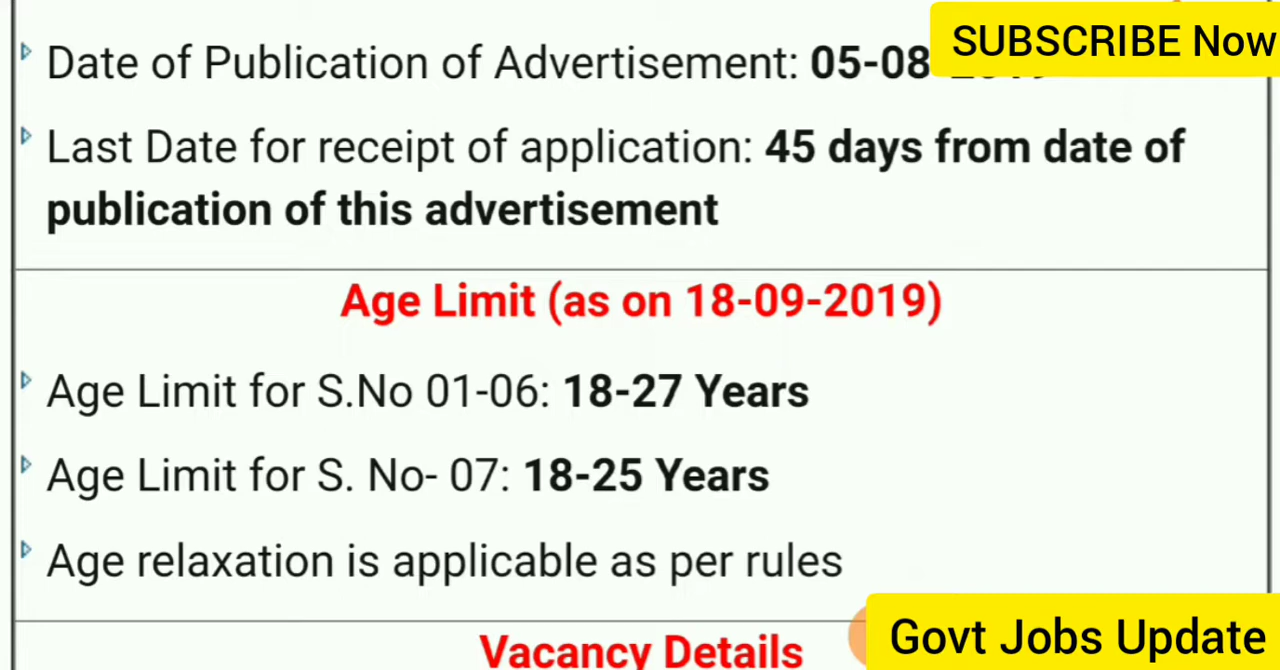 SUBSCRIBE Now
Date of Publication of Advertisement: 05-08
Last Date for receipt of application: 45 days from date of
publication of this advertisement
Age Limit (as on 18-09-2019)
Age Limit for S.No 01-06: 18-27 Years
Age Limit for S. No- 07: 18-25 Years
Age relaxation is applicable as per rules
Vacancy Details
Govt Jobs Update